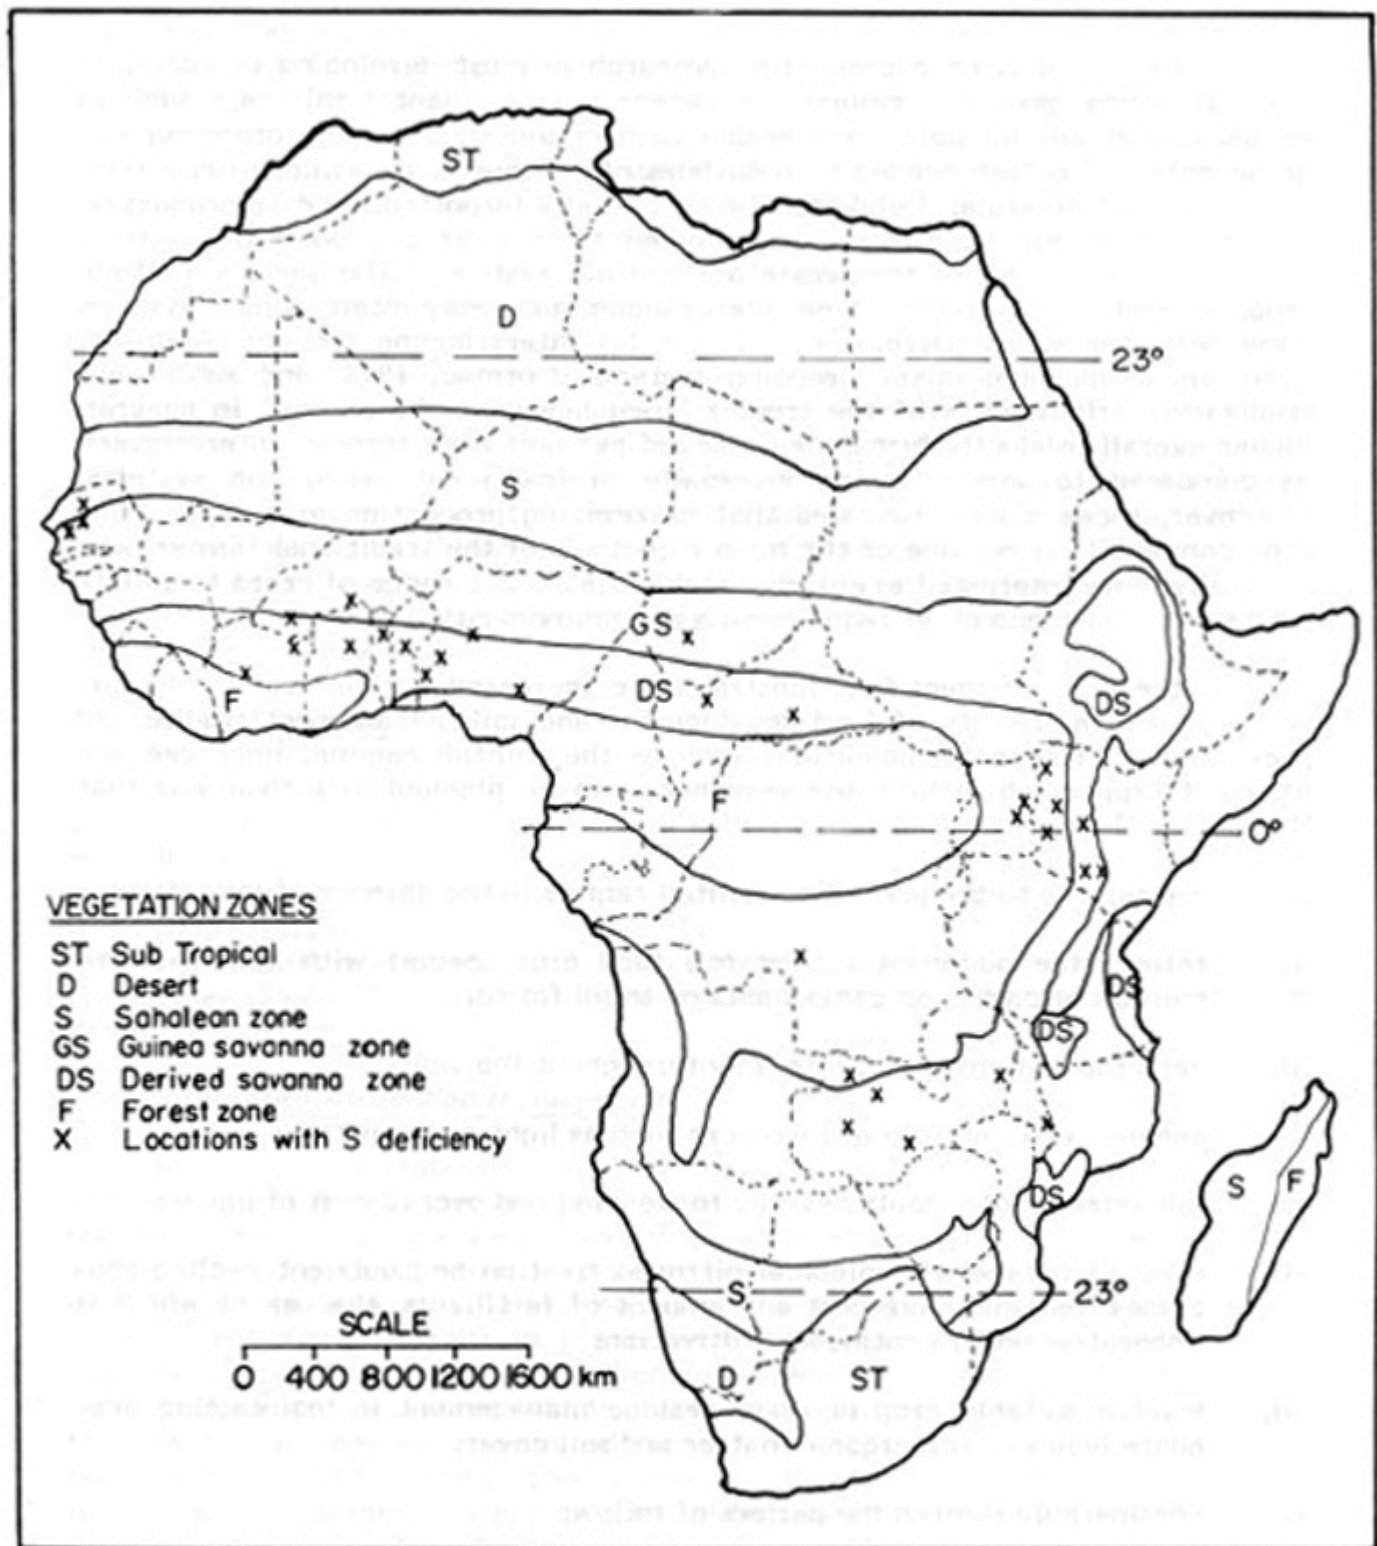 ST
D
23°
S
GS
DS
F
DS
F
0°
VEGETATION ZONES
ST Sub Tropical
D Desert
S Sahalean zone
GS Guinea savanna zone
DS Derived savanna zone
F Forest zone
X Locations with S deficiency
DS
DS
DS
S F
S
23°
SCALE
0 400 800 1200 1600 km
D
ST